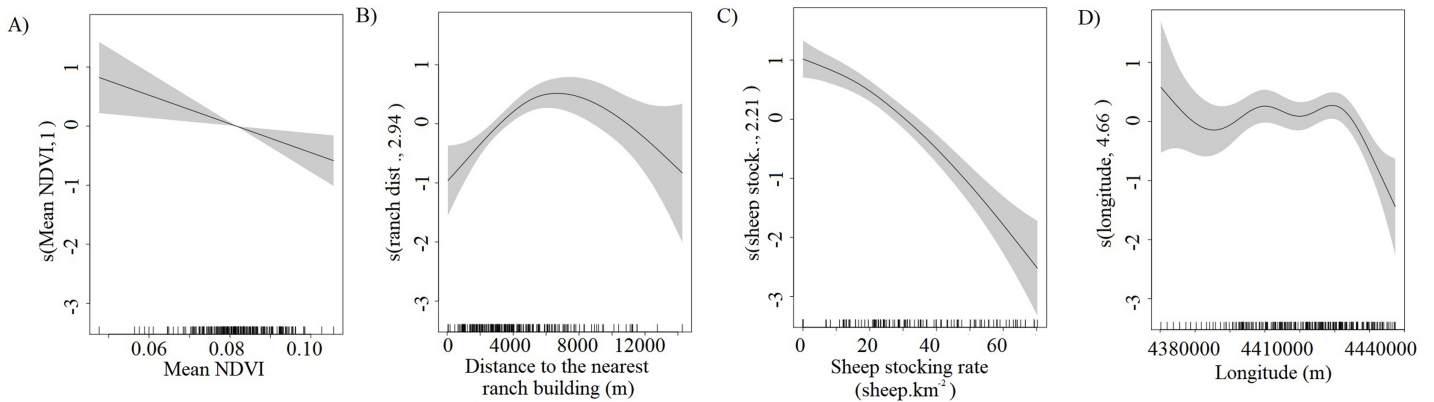 A)
s(Mean NDVI,1)
1
0
-1
-2
-3
0.06 0.08 0.10
Mean NDVI
B)
s(ranch dist ., 2.94 )
1
0
-1
-2
-3
0 4000 8000 12000
Distance to the nearest
ranch building (m)
C)
s(sheep stock.., 2.21 )
1
0
-1
-2
-3
0 20 40 60
Sheep stocking rate
(sheep.km⁻²)
D)
s(longitude, 4.66 )
1
0
-1
-2
-3
4380000 4410000 4440000
Longitude (m)